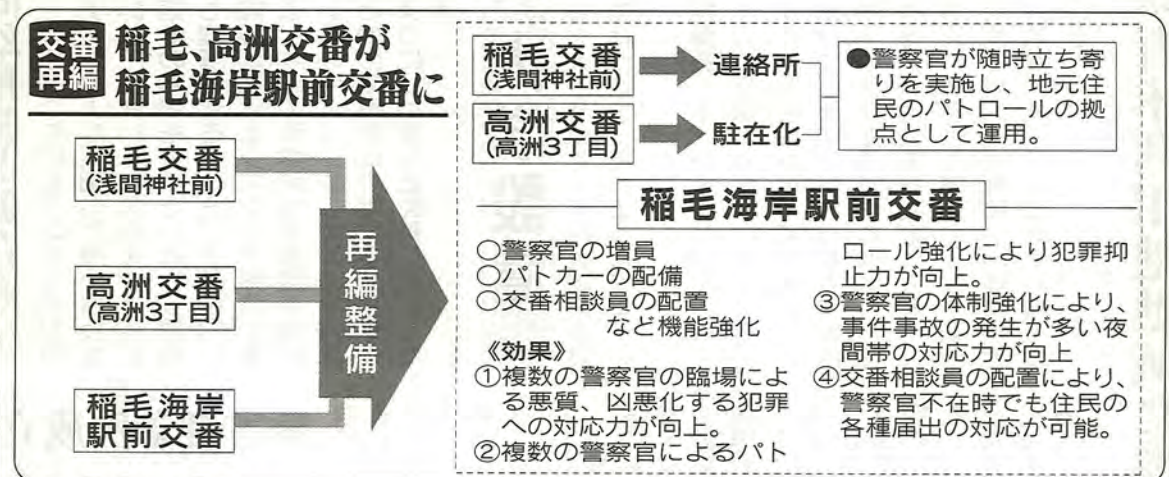 交番再編
稲毛、高洲交番が
稲毛海岸駅前交番に
稲毛交番
(浅間神社前)
高洲交番
(高洲3丁目)
稲毛海岸
駅前交番
再編整備
稲毛交番
(浅間神社前)
連絡所
高洲交番
(高洲3丁目)
駐在化
●警察官が随時立ち寄
りを実施し、地元住
民のパトロールの拠
点として運用。
稲毛海岸駅前交番
○警察官の増員
○パトカーの配備
○交番相談員の配置
など機能強化
《効果》
①複数の警察官の臨場によ
る悪質、凶悪化する犯罪
への対応力が向上。
②複数の警察官によるパト
ロール強化により犯罪抑
止力が向上。
③警察官の体制強化により、
事件事故の発生が多い夜
間帯の対応力が向上
④交番相談員の配置により、
警察官不在時でも住民の
各種届出の対応が可能。